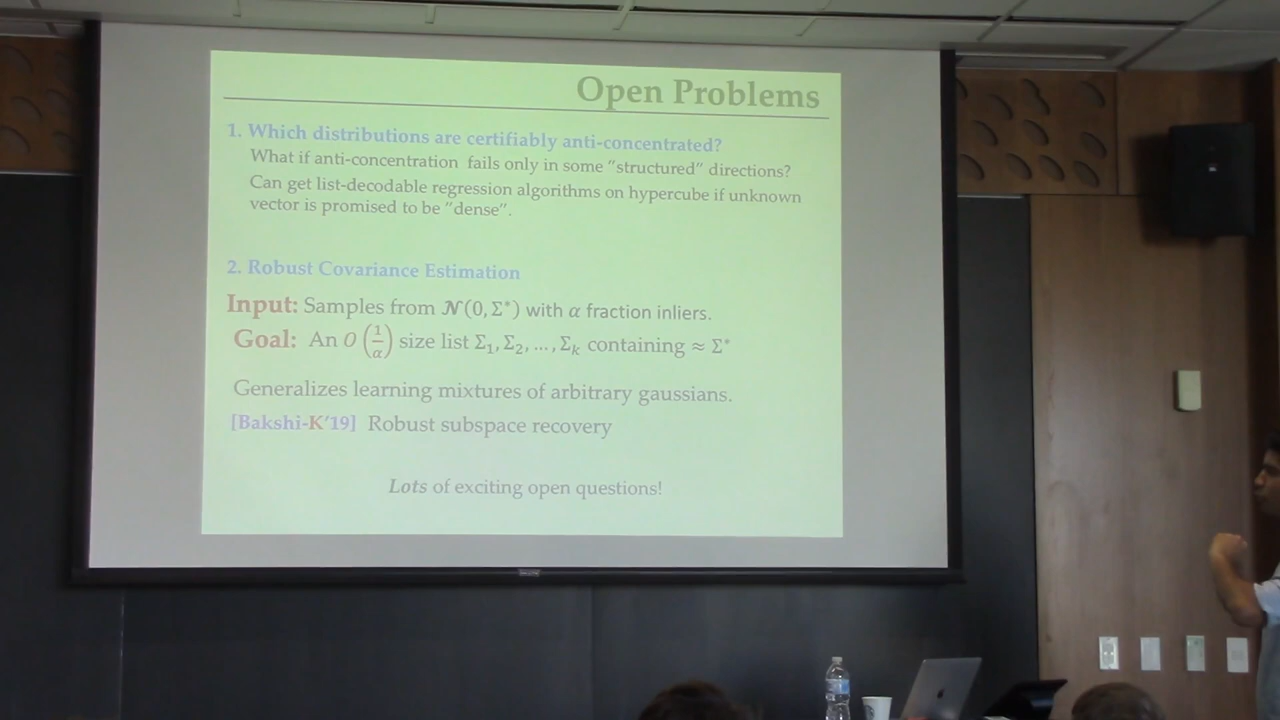 Open Problems
1. Which distributions are certifiably anti-concentrated?
What if anti-concentration fails only in some "structured" directions?
Can get list-decodable regression algorithms on hypercube if unknown
vector is promised to be "dense".
2. Robust Covariance Estimation
Input: Samples from 𝒩(0, Σ*) with α fraction inliers.
Goal: An O(1/α) size list Σ₁, Σ₂, ..., Σₖ containing ≈ Σ*
Generalizes learning mixtures of arbitrary gaussians.
[Bakshi-K'19] Robust subspace recovery
Lots of exciting open questions!